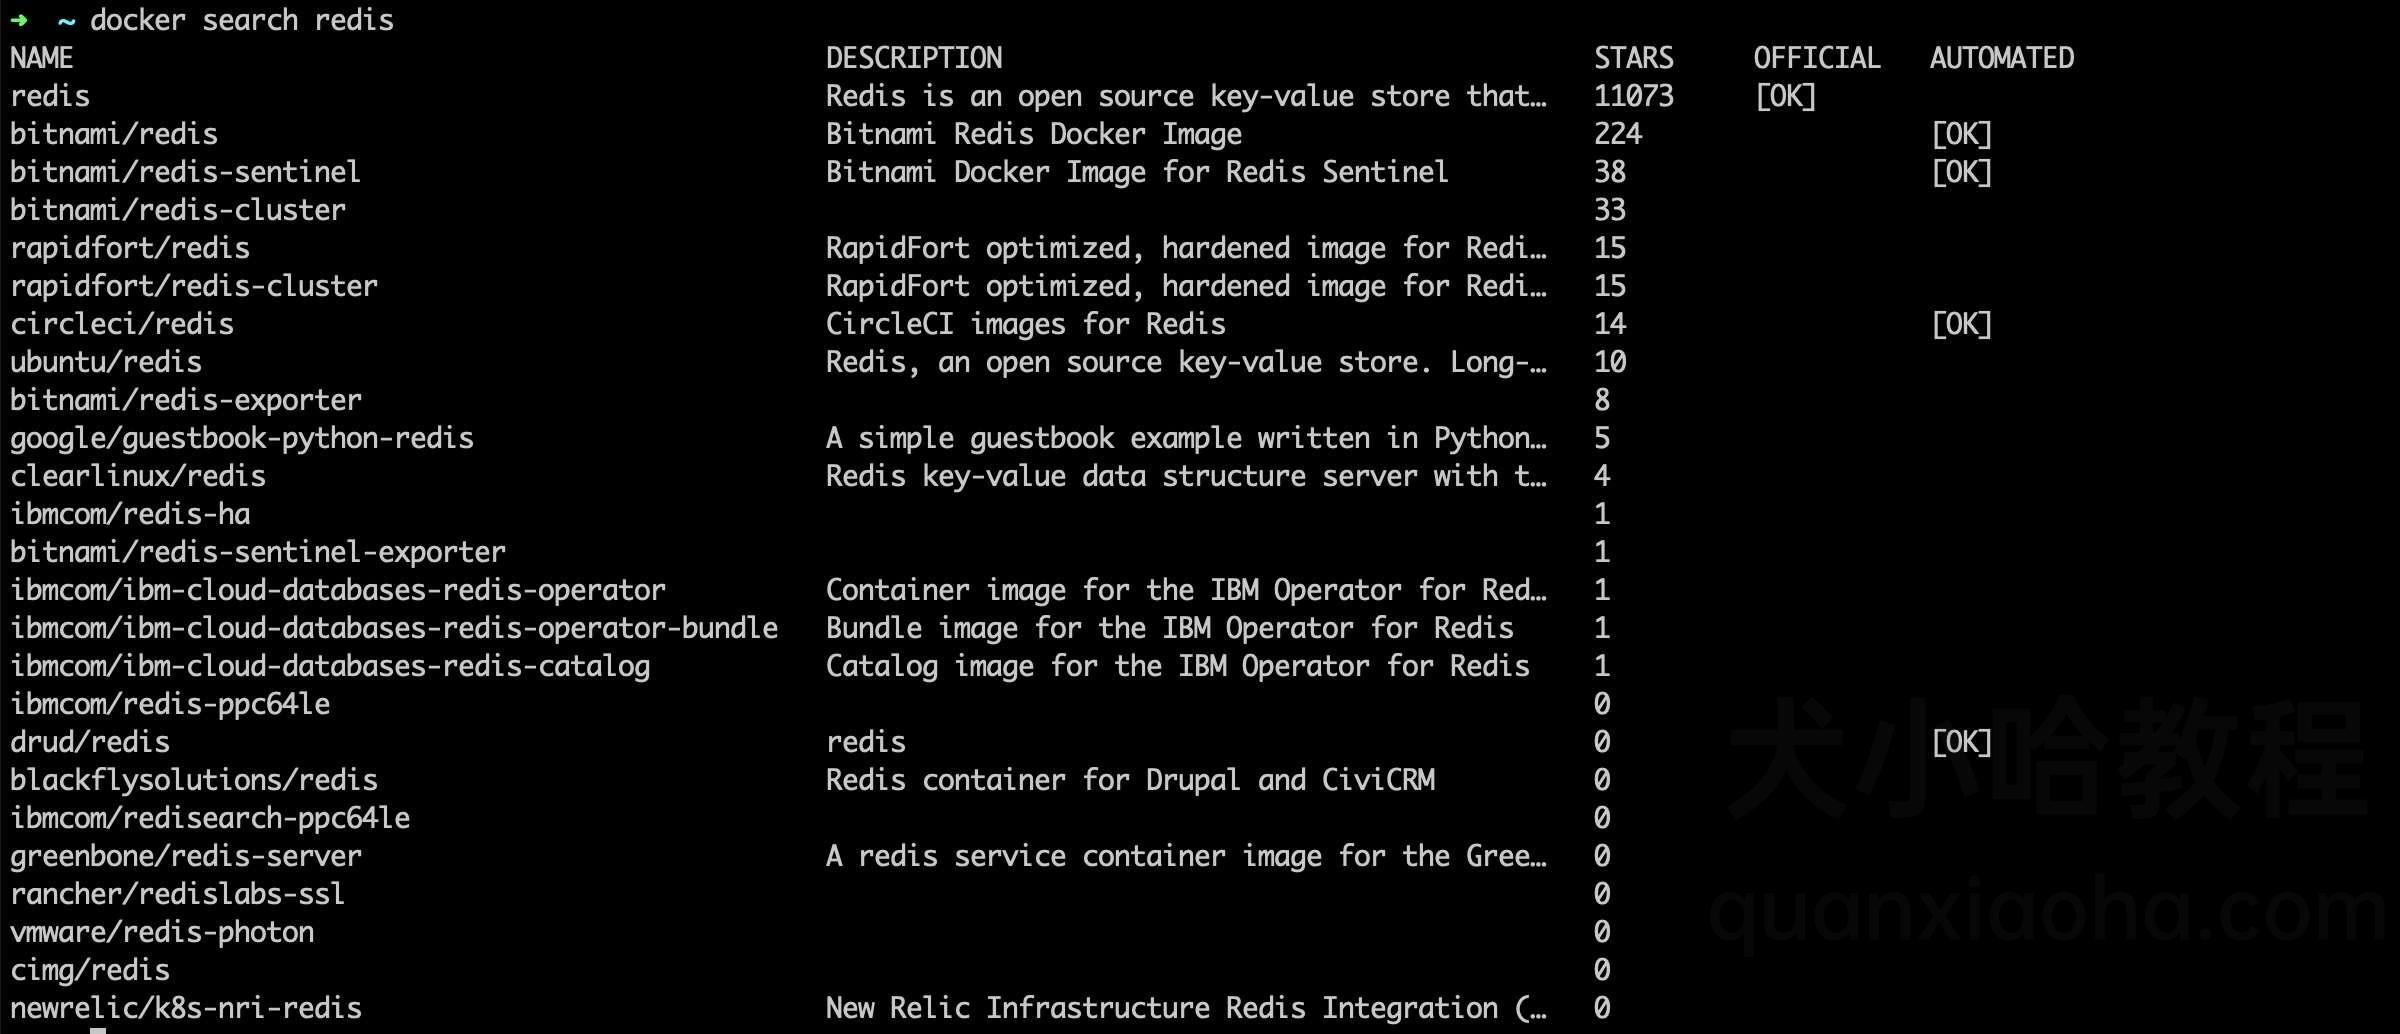 ➜  ~ docker search redis
NAME DESCRIPTION STARS OFFICIAL AUTOMATED
redis Redis is an open source key-value store that… 11073 [OK]
bitnami/redis Bitnami Redis Docker Image 224 [OK]
bitnami/redis-sentinel Bitnami Docker Image for Redis Sentinel 38 [OK]
bitnami/redis-cluster 33
rapidfort/redis RapidFort optimized, hardened image for Redi… 15
rapidfort/redis-cluster RapidFort optimized, hardened image for Redi… 15
circleci/redis CircleCI images for Redis 14 [OK]
ubuntu/redis Redis, an open source key-value store. Long-… 10
bitnami/redis-exporter 8
google/guestbook-python-redis A simple guestbook example written in Python… 5
clearlinux/redis Redis key-value data structure server with t… 4
ibmcom/redis-ha 1
bitnami/redis-sentinel-exporter 1
ibmcom/ibm-cloud-databases-redis-operator Container image for the IBM Operator for Red… 1
ibmcom/ibm-cloud-databases-redis-operator-bundle Bundle image for the IBM Operator for Redis 1
ibmcom/ibm-cloud-databases-redis-catalog Catalog image for the IBM Operator for Redis 1
ibmcom/redis-ppc64le 0
drud/redis redis 0 [OK]
blackflysolutions/redis Redis container for Drupal and CiviCRM 0
ibmcom/redisearch-ppc64le 0
greenbone/redis-server A redis service container image for the Gree… 0
rancher/redislabs-ssl 0
vmware/redis-photon 0
cimg/redis 0
newrelic/k8s-nri-redis New Relic Infrastructure Redis Integration (… 0
犬小哈教程
quanxiaoha.com